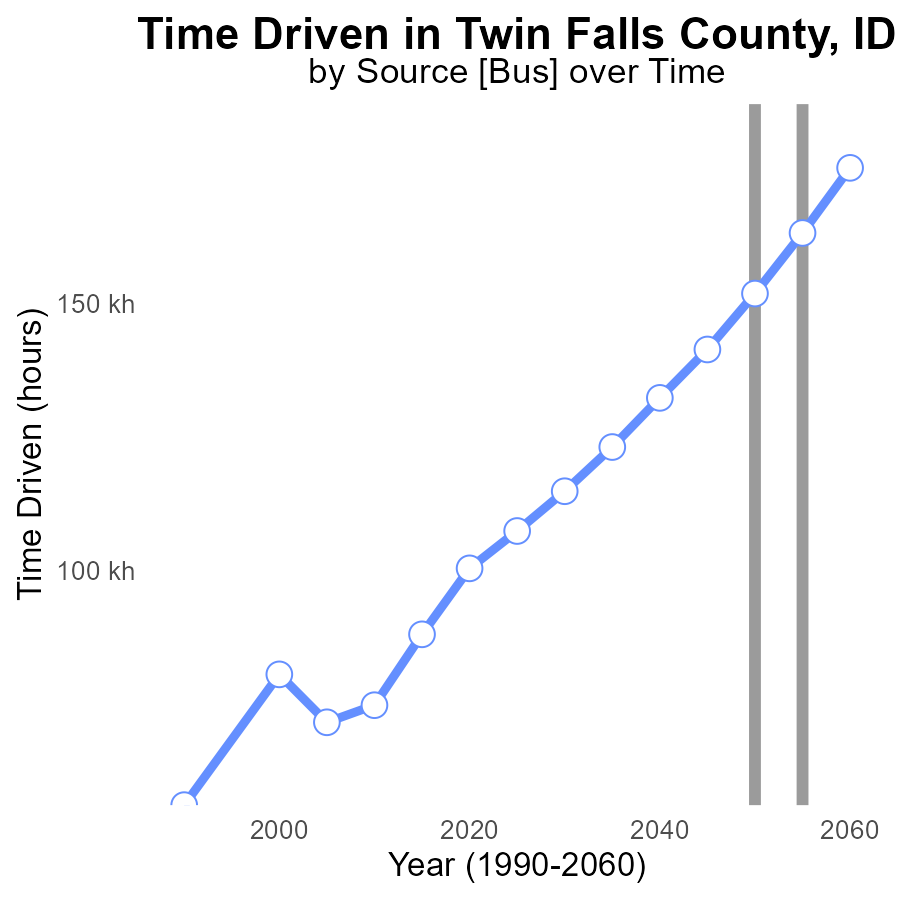 Time Driven in Twin Falls County, ID
by Source [Bus] over Time
Time Driven (hours)
150 kh
100 kh
2000
2020
2040
2060
Year (1990-2060)